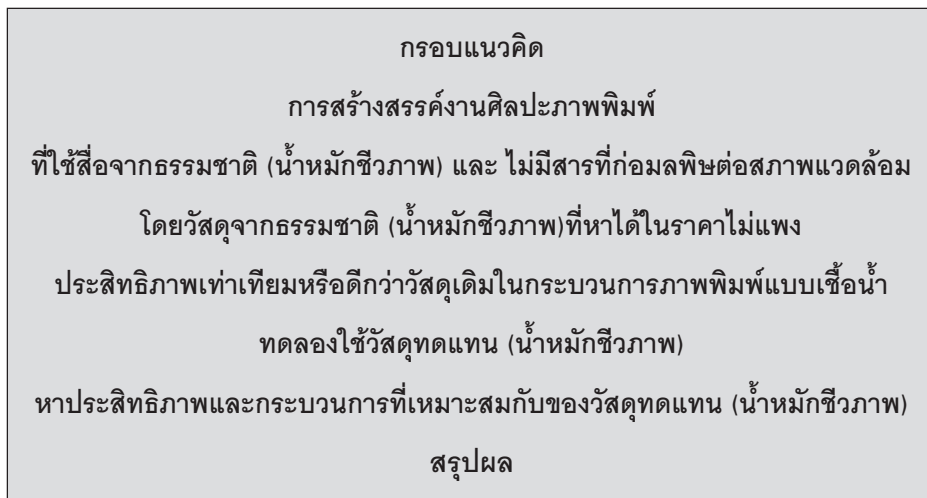 กรอบแนวคิด
การสร้างสรรค์งานศิลปะภาพพิมพ์
ที่ใช้สื่อจากธรรมชาติ (น้ำหมักชีวภาพ) และ ไม่มีสารที่ก่อมลพิษต่อสภาพแวดล้อม
โดยวัสดุจากธรรมชาติ (น้ำหมักชีวภาพ)ที่หาได้ในราคาไม่แพง
ประสิทธิภาพเท่าเทียมหรือดีกว่าวัสดุเดิมในกระบวนการภาพพิมพ์แบบเชื้อน้ำ
ทดลองใช้วัสดุทดแทน (น้ำหมักชีวภาพ)
หาประสิทธิภาพและกระบวนการที่เหมาะสมกับของวัสดุทดแทน (น้ำหมักชีวภาพ)
สรุปผล